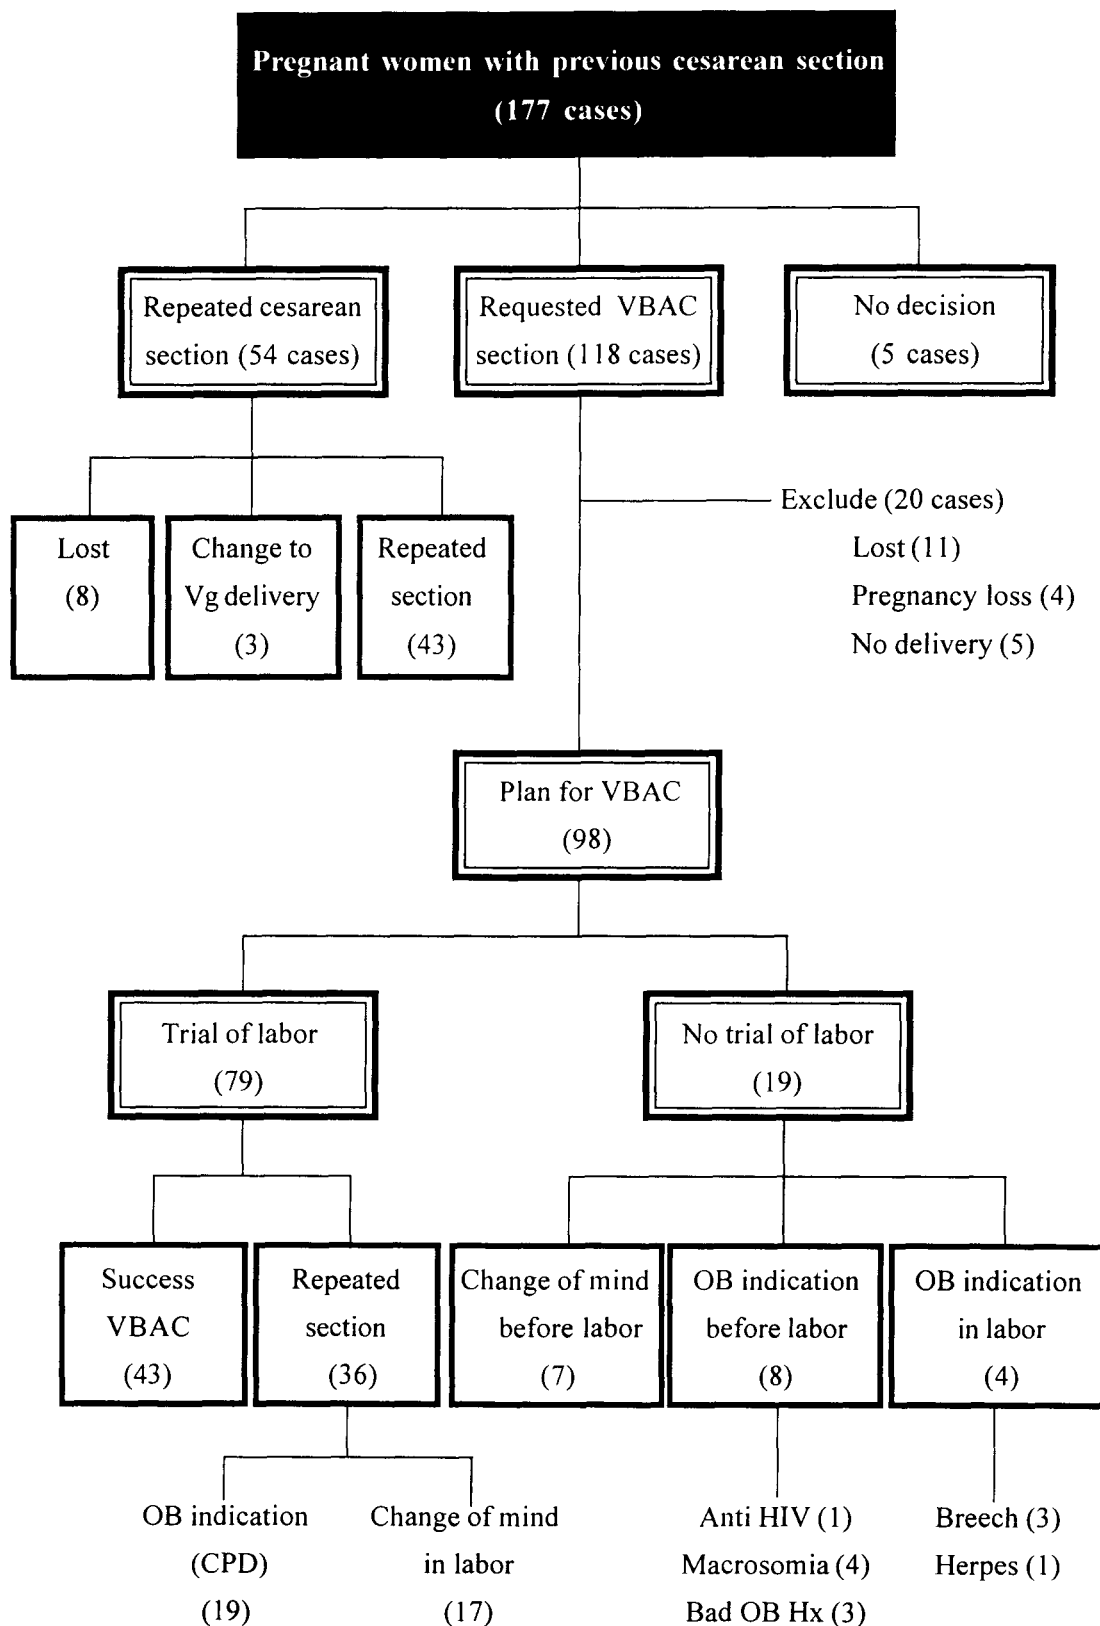 Pregnant women with previous cesarean section
(177 cases)
Repeated cesarean
section (54 cases)
Requested VBAC
section (118 cases)
No decision
(5 cases)
Exclude (20 cases)
Lost (11)
Pregnancy loss (4)
No delivery (5)
Lost
(8)
Change to
Vg delivery
(3)
Repeated
section
(43)
Plan for VBAC
(98)
Trial of labor
(79)
No trial of labor
(19)
Success
VBAC
(43)
Repeated
section
(36)
Change of mind
before labor
(7)
OB indication
before labor
(8)
OB indication
in labor
(4)
OB indication
(CPD)
(19)
Change of mind
in labor
(17)
Anti HIV (1)
Macrosomia (4)
Bad OB Hx (3)
Breech (3)
Herpes (1)